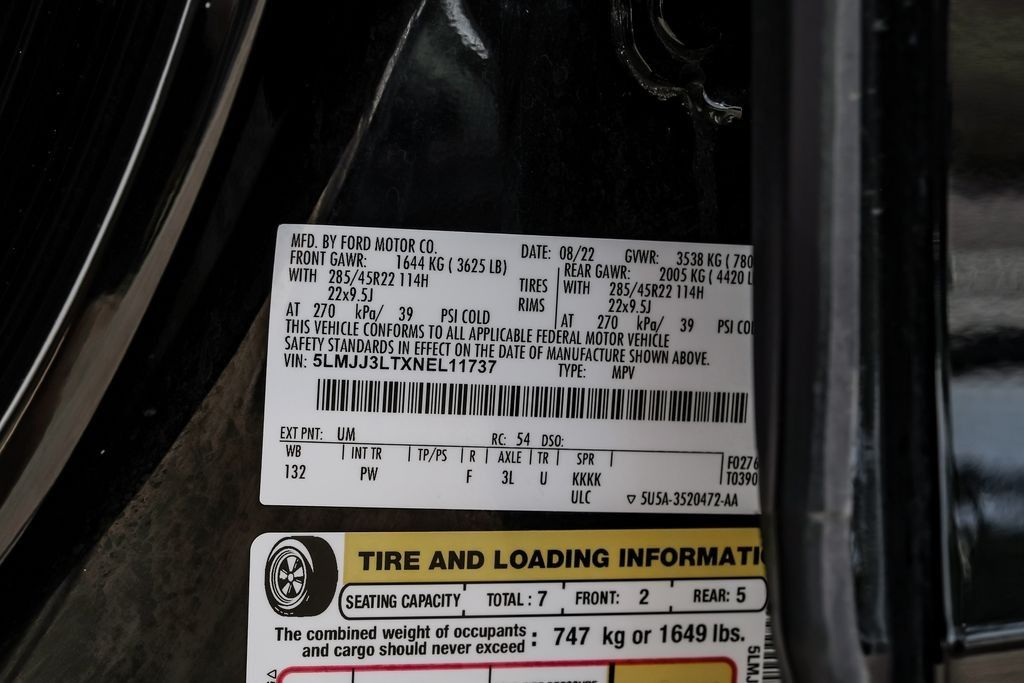 MFD. BY FORD MOTOR CO. DATE: 08/22 GVWR: 3538 KG ( 780
FRONT GAWR: 1644 KG ( 3625 LB) REAR GAWR: 2005 KG ( 4420 L
WITH 285/45R22 114H TIRES WITH 285/45R22 114H
22x9.5J RIMS 22x9.5J
AT 270 kPa/ 39 PSI COLD AT 270 kPa/ 39 PSI COL
THIS VEHICLE CONFORMS TO ALL APPLICABLE FEDERAL MOTOR VEHICLE
SAFETY STANDARDS IN EFFECT ON THE DATE OF MANUFACTURE SHOWN ABOVE.
VIN: 5LMJJ3LTXNEL11737 TYPE: MPV
EXT PNT: UM RC: 54 DSO:
WB INT TR TP/PS R AXLE TR SPR F0276
132 PW F 3L U KKKK T0390
ULC ▽ 5U5A-3520472-AA
TIRE AND LOADING INFORMATI
SEATING CAPACITY TOTAL : 7 FRONT: 2 REAR: 5
The combined weight of occupants
and cargo should never exceed : 747 kg or 1649 lbs.
5LMJ